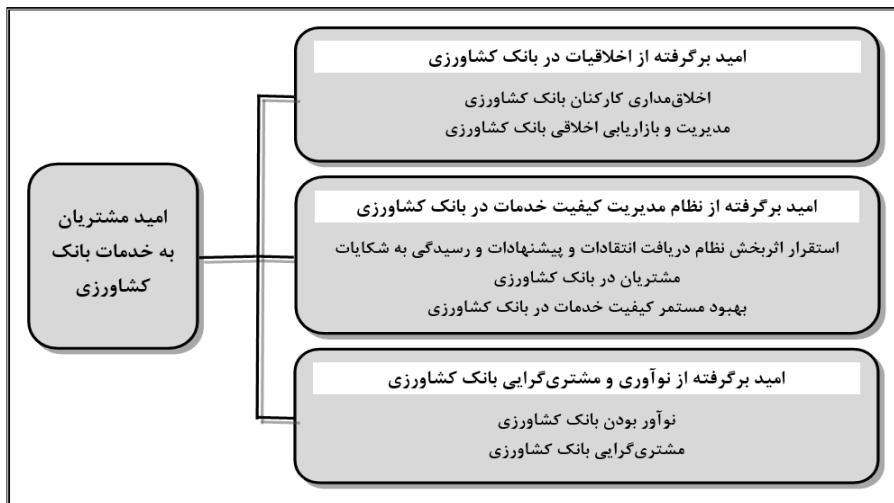 امید برگرفته از اخلاقیات در بانک کشاورزی
اخلاق‌مداری کارکنان بانک کشاورزی
مدیریت و بازاریابی اخلاقی بانک کشاورزی
امید مشتریان
به خدمات بانک
کشاورزی
امید برگرفته از نظام مدیریت کیفیت خدمات در بانک کشاورزی
استقرار اثربخش نظام دریافت انتقادات و پیشنهادات و رسیدگی به شکایات
مشتریان در بانک کشاورزی
بهبود مستمر کیفیت خدمات در بانک کشاورزی
امید برگرفته از نوآوری و مشتری‌گرایی بانک کشاورزی
نوآور بودن بانک کشاورزی
مشتری‌گرایی بانک کشاورزی